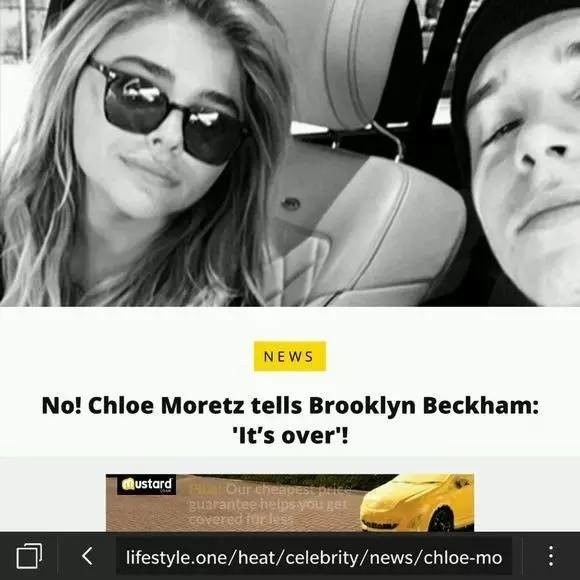 NEWS
No! Chloe Moretz tells Brooklyn Beckham:
'It’s over'!
mustard
Our cheapest price
guarantee helps you get
covered for less
lifestyle.one/heat/celebrity/news/chloe-mo